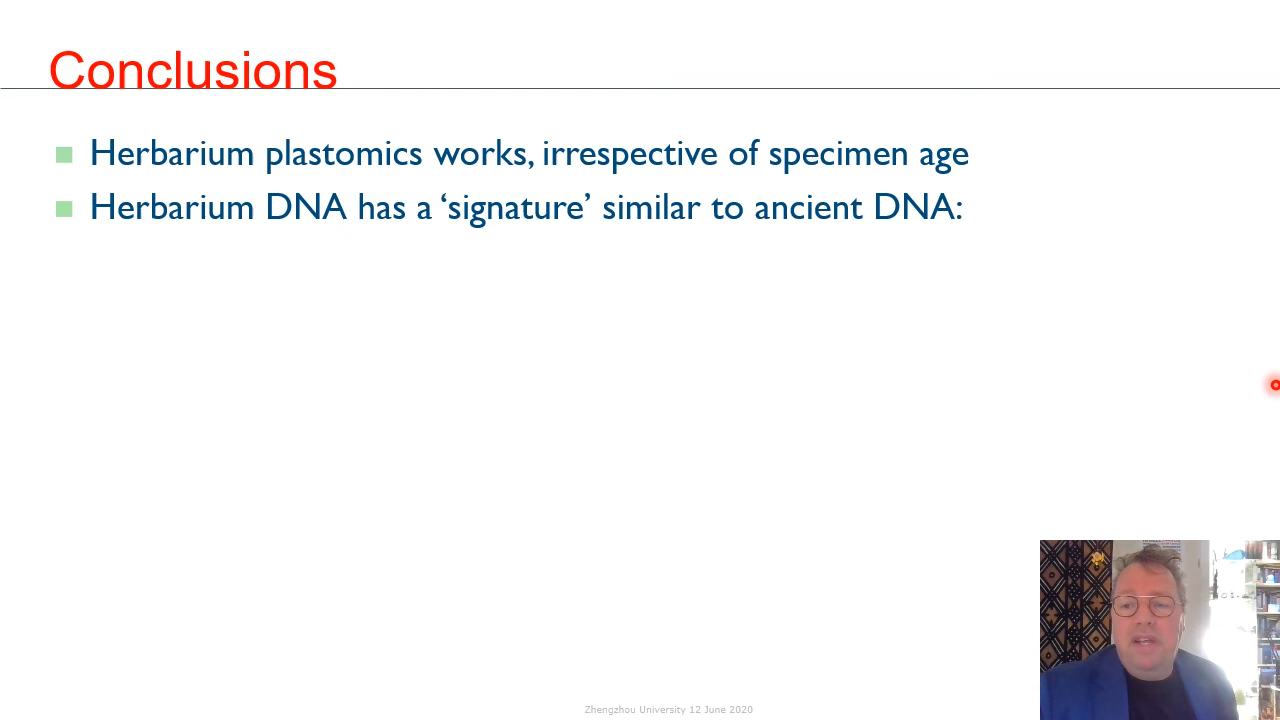 Conclusions
Herbarium plastomics works, irrespective of specimen age
Herbarium DNA has a ‘signature’ similar to ancient DNA:
Zhengzhou University 12 June 2020